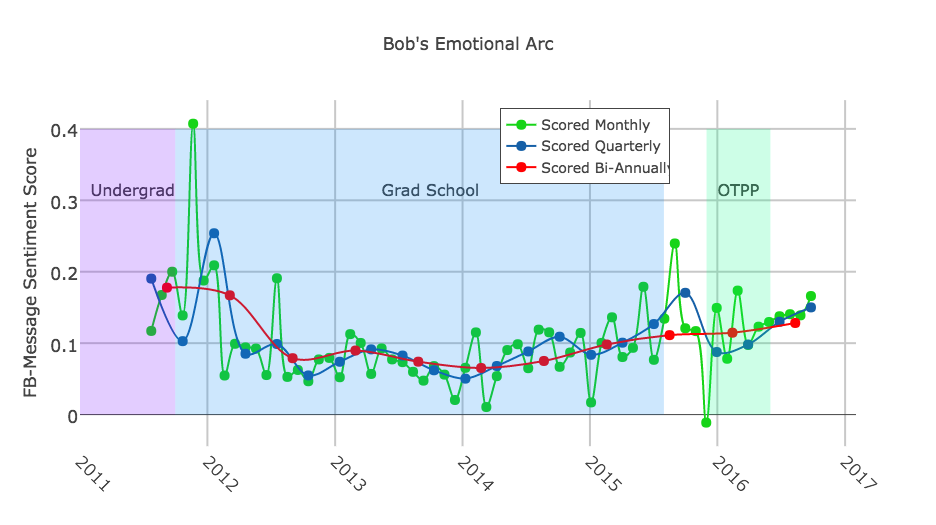 Bob's Emotional Arc
Scored Monthly
Scored Quarterly
Scored Bi-Annually
FB-Message Sentiment Score
0.4
0.3
0.2
0.1
0
Undergrad
Grad School
OTPP
2011
2012
2013
2014
2015
2016
2017